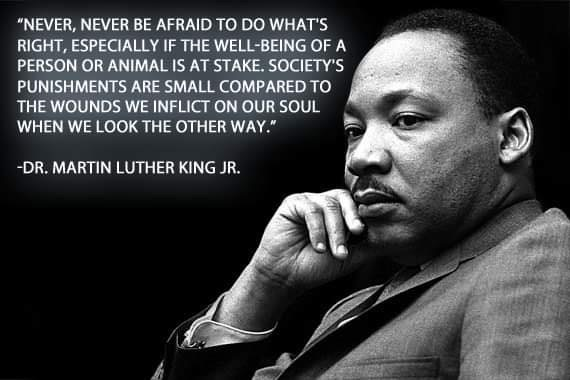 “NEVER, NEVER BE AFRAID TO DO WHAT'S
RIGHT, ESPECIALLY IF THE WELL-BEING OF A
PERSON OR ANIMAL IS AT STAKE. SOCIETY'S
PUNISHMENTS ARE SMALL COMPARED TO
THE WOUNDS WE INFLICT ON OUR SOUL
WHEN WE LOOK THE OTHER WAY.”
-DR. MARTIN LUTHER KING JR.